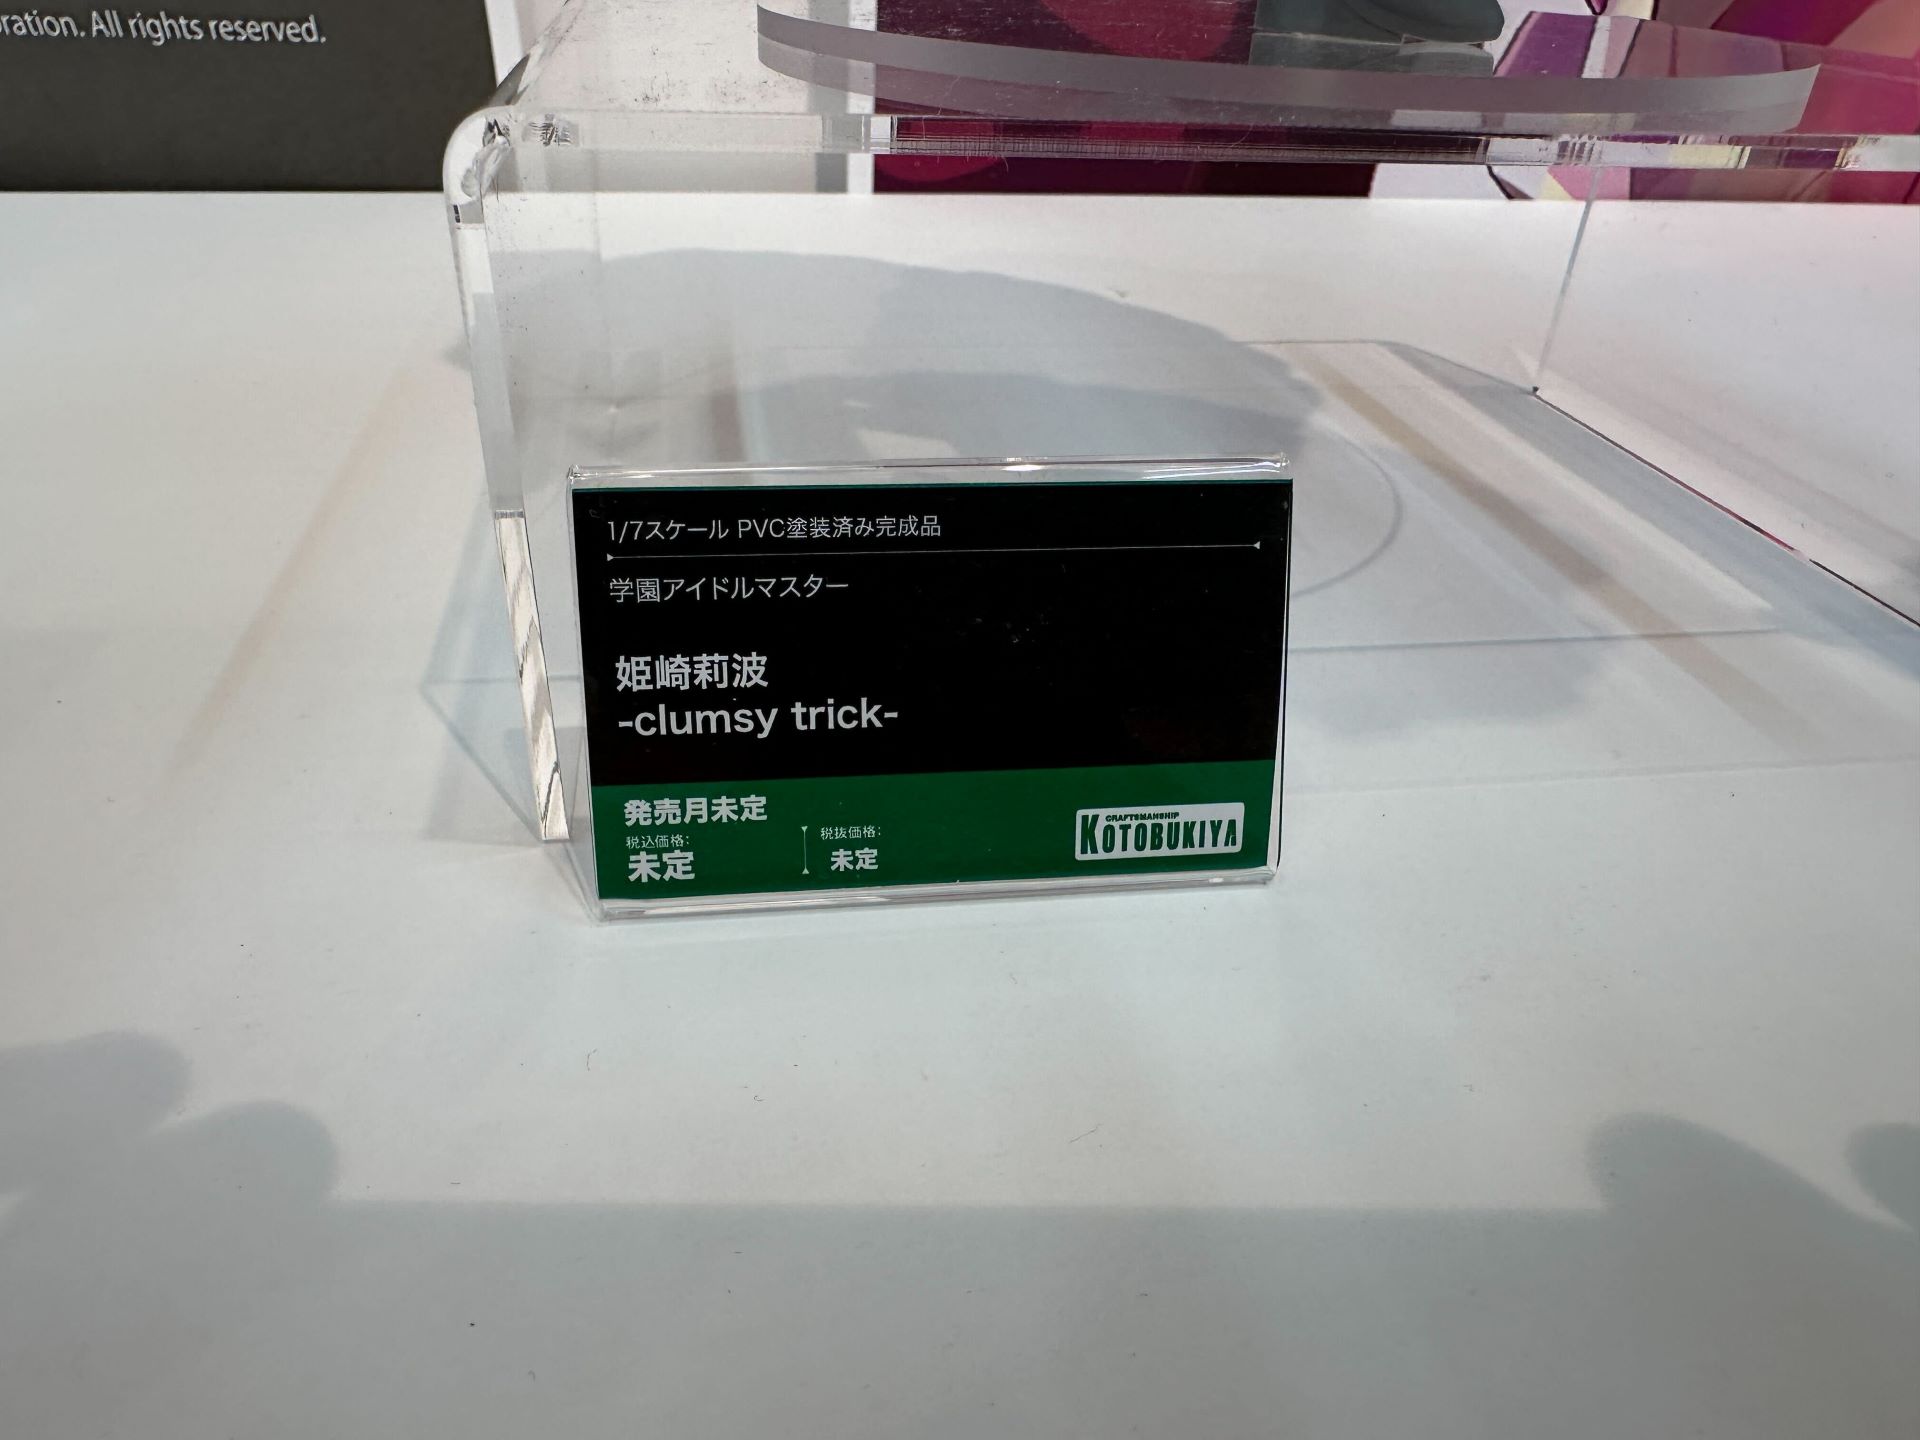 ration. All rights reserved.
1/7スケール PVC塗装済み完成品
学園アイドルマスター
姫崎莉波
-clumsy trick-
発売月未定
税込価格:
未定
税抜価格:
未定
CRAFTSMANSHIP
KOTOBUKIYA